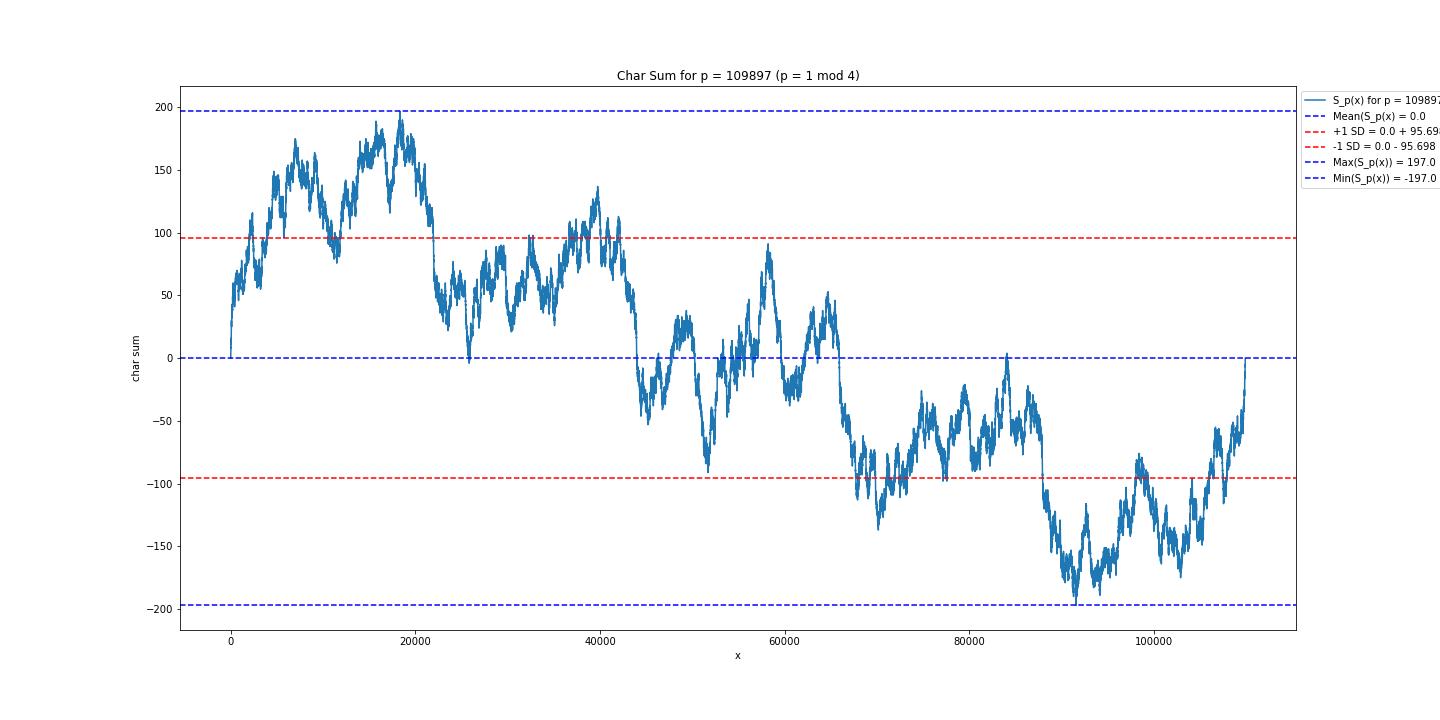 Char Sum for p = 109897 (p = 1 mod 4)
200
150
100
50
0
−50
−100
−150
−200
char sum
0
20000
40000
60000
80000
100000
x
S_p(x) for p = 109897
Mean(S_p(x) = 0.0
+1 SD = 0.0 + 95.698
-1 SD = 0.0 - 95.698
Max(S_p(x)) = 197.0
Min(S_p(x)) = -197.0